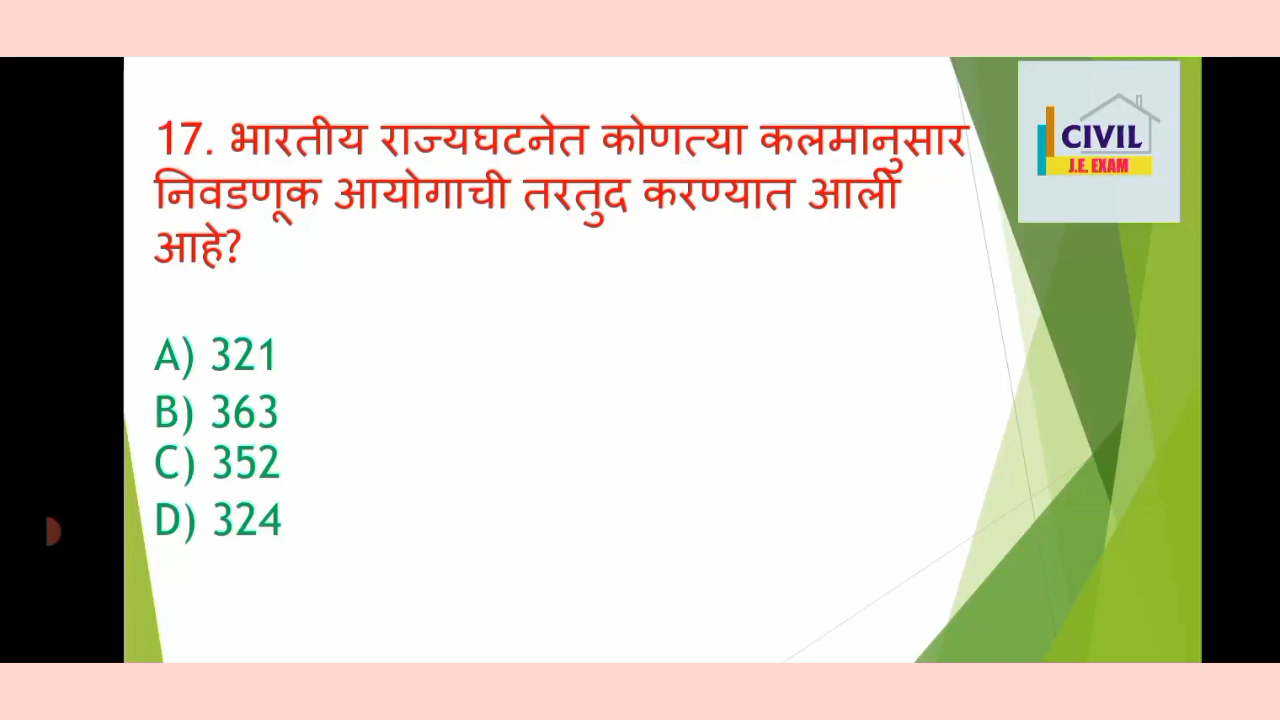 17. भारतीय राज्यघटनेत कोणत्या कलमानुसार
निवडणूक आयोगाची तरतुद करण्यात आली
आहे?
A) 321
B) 363
C) 352
D) 324
CIVIL
J.E. EXAM